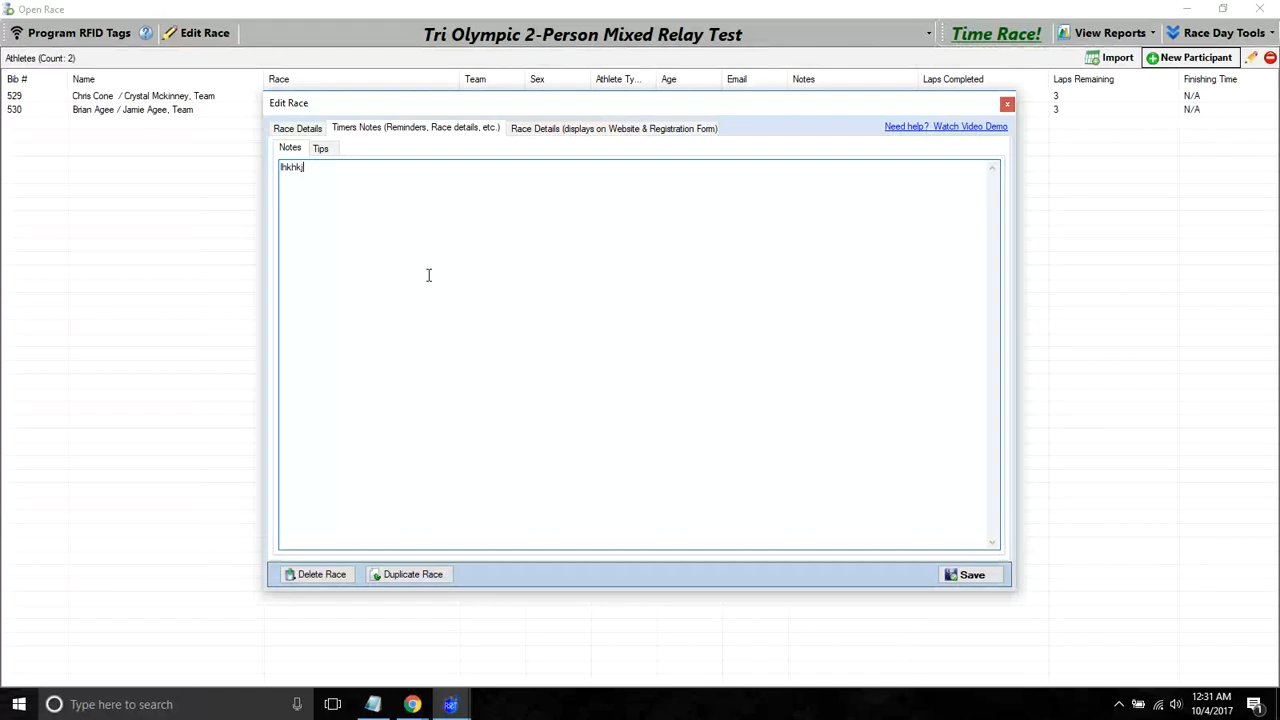 Open Race
Program RFID Tags ? Edit Race Tri Olympic 2-Person Mixed Relay Test Time Race! View Reports Race Day Tools
Athletes (Count: 2) Import New Participant
Bib # Name Race Team Sex Athlete Ty... Age Email Notes Laps Completed Laps Remaining Finishing Time
529 Chris Cone / Crystal Mckinney, Team 3 N/A
530 Brian Agee / Jamie Agee, Team 3 N/A
Edit Race
Race Details Timers Notes (Reminders, Race details, etc.) Race Details (displays on Website & Registration Form) Need help? Watch Video Demo
Notes Tips
Delete Race Duplicate Race Save
Type here to search
12:31 AM
10/4/2017